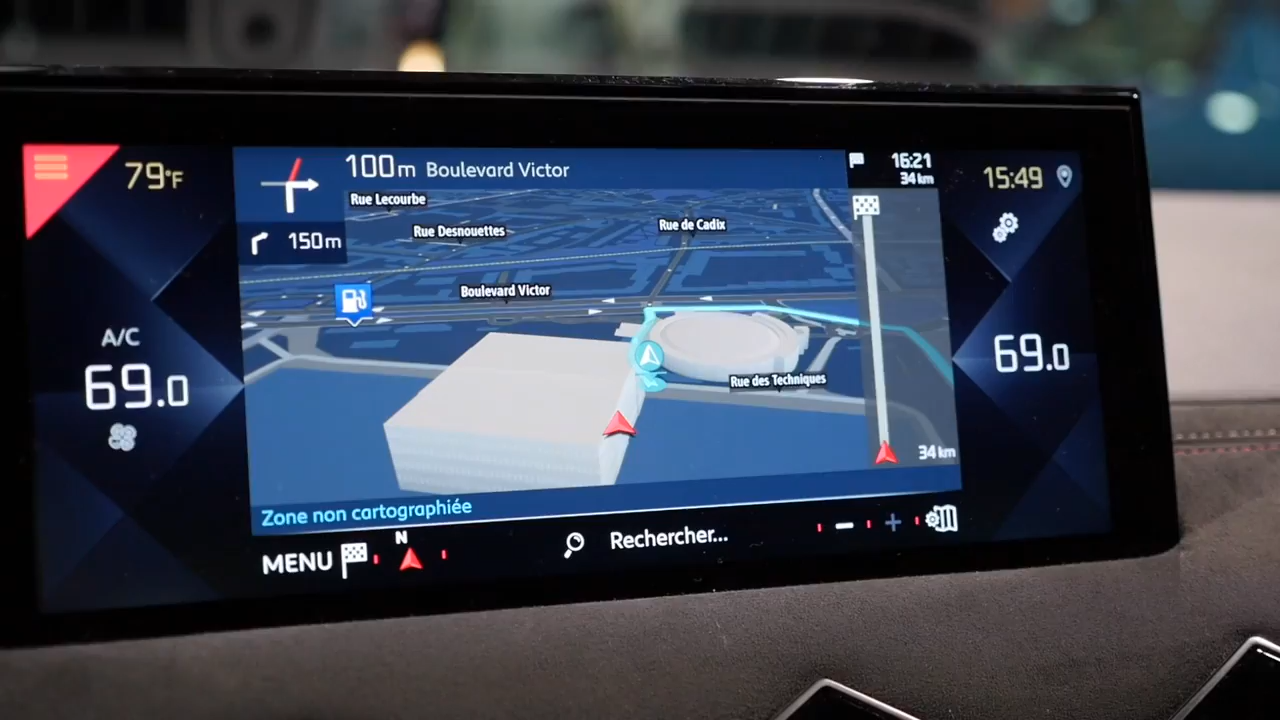 79°F
100m Boulevard Victor
16:21
34 km
15:49
Rue Lecourbe
150m
Rue Desnouettes
Rue de Cadix
Boulevard Victor
A/C
69.0
69.0
Rue des Techniques
34 km
Zone non cartographiée
MENU
N
Rechercher...